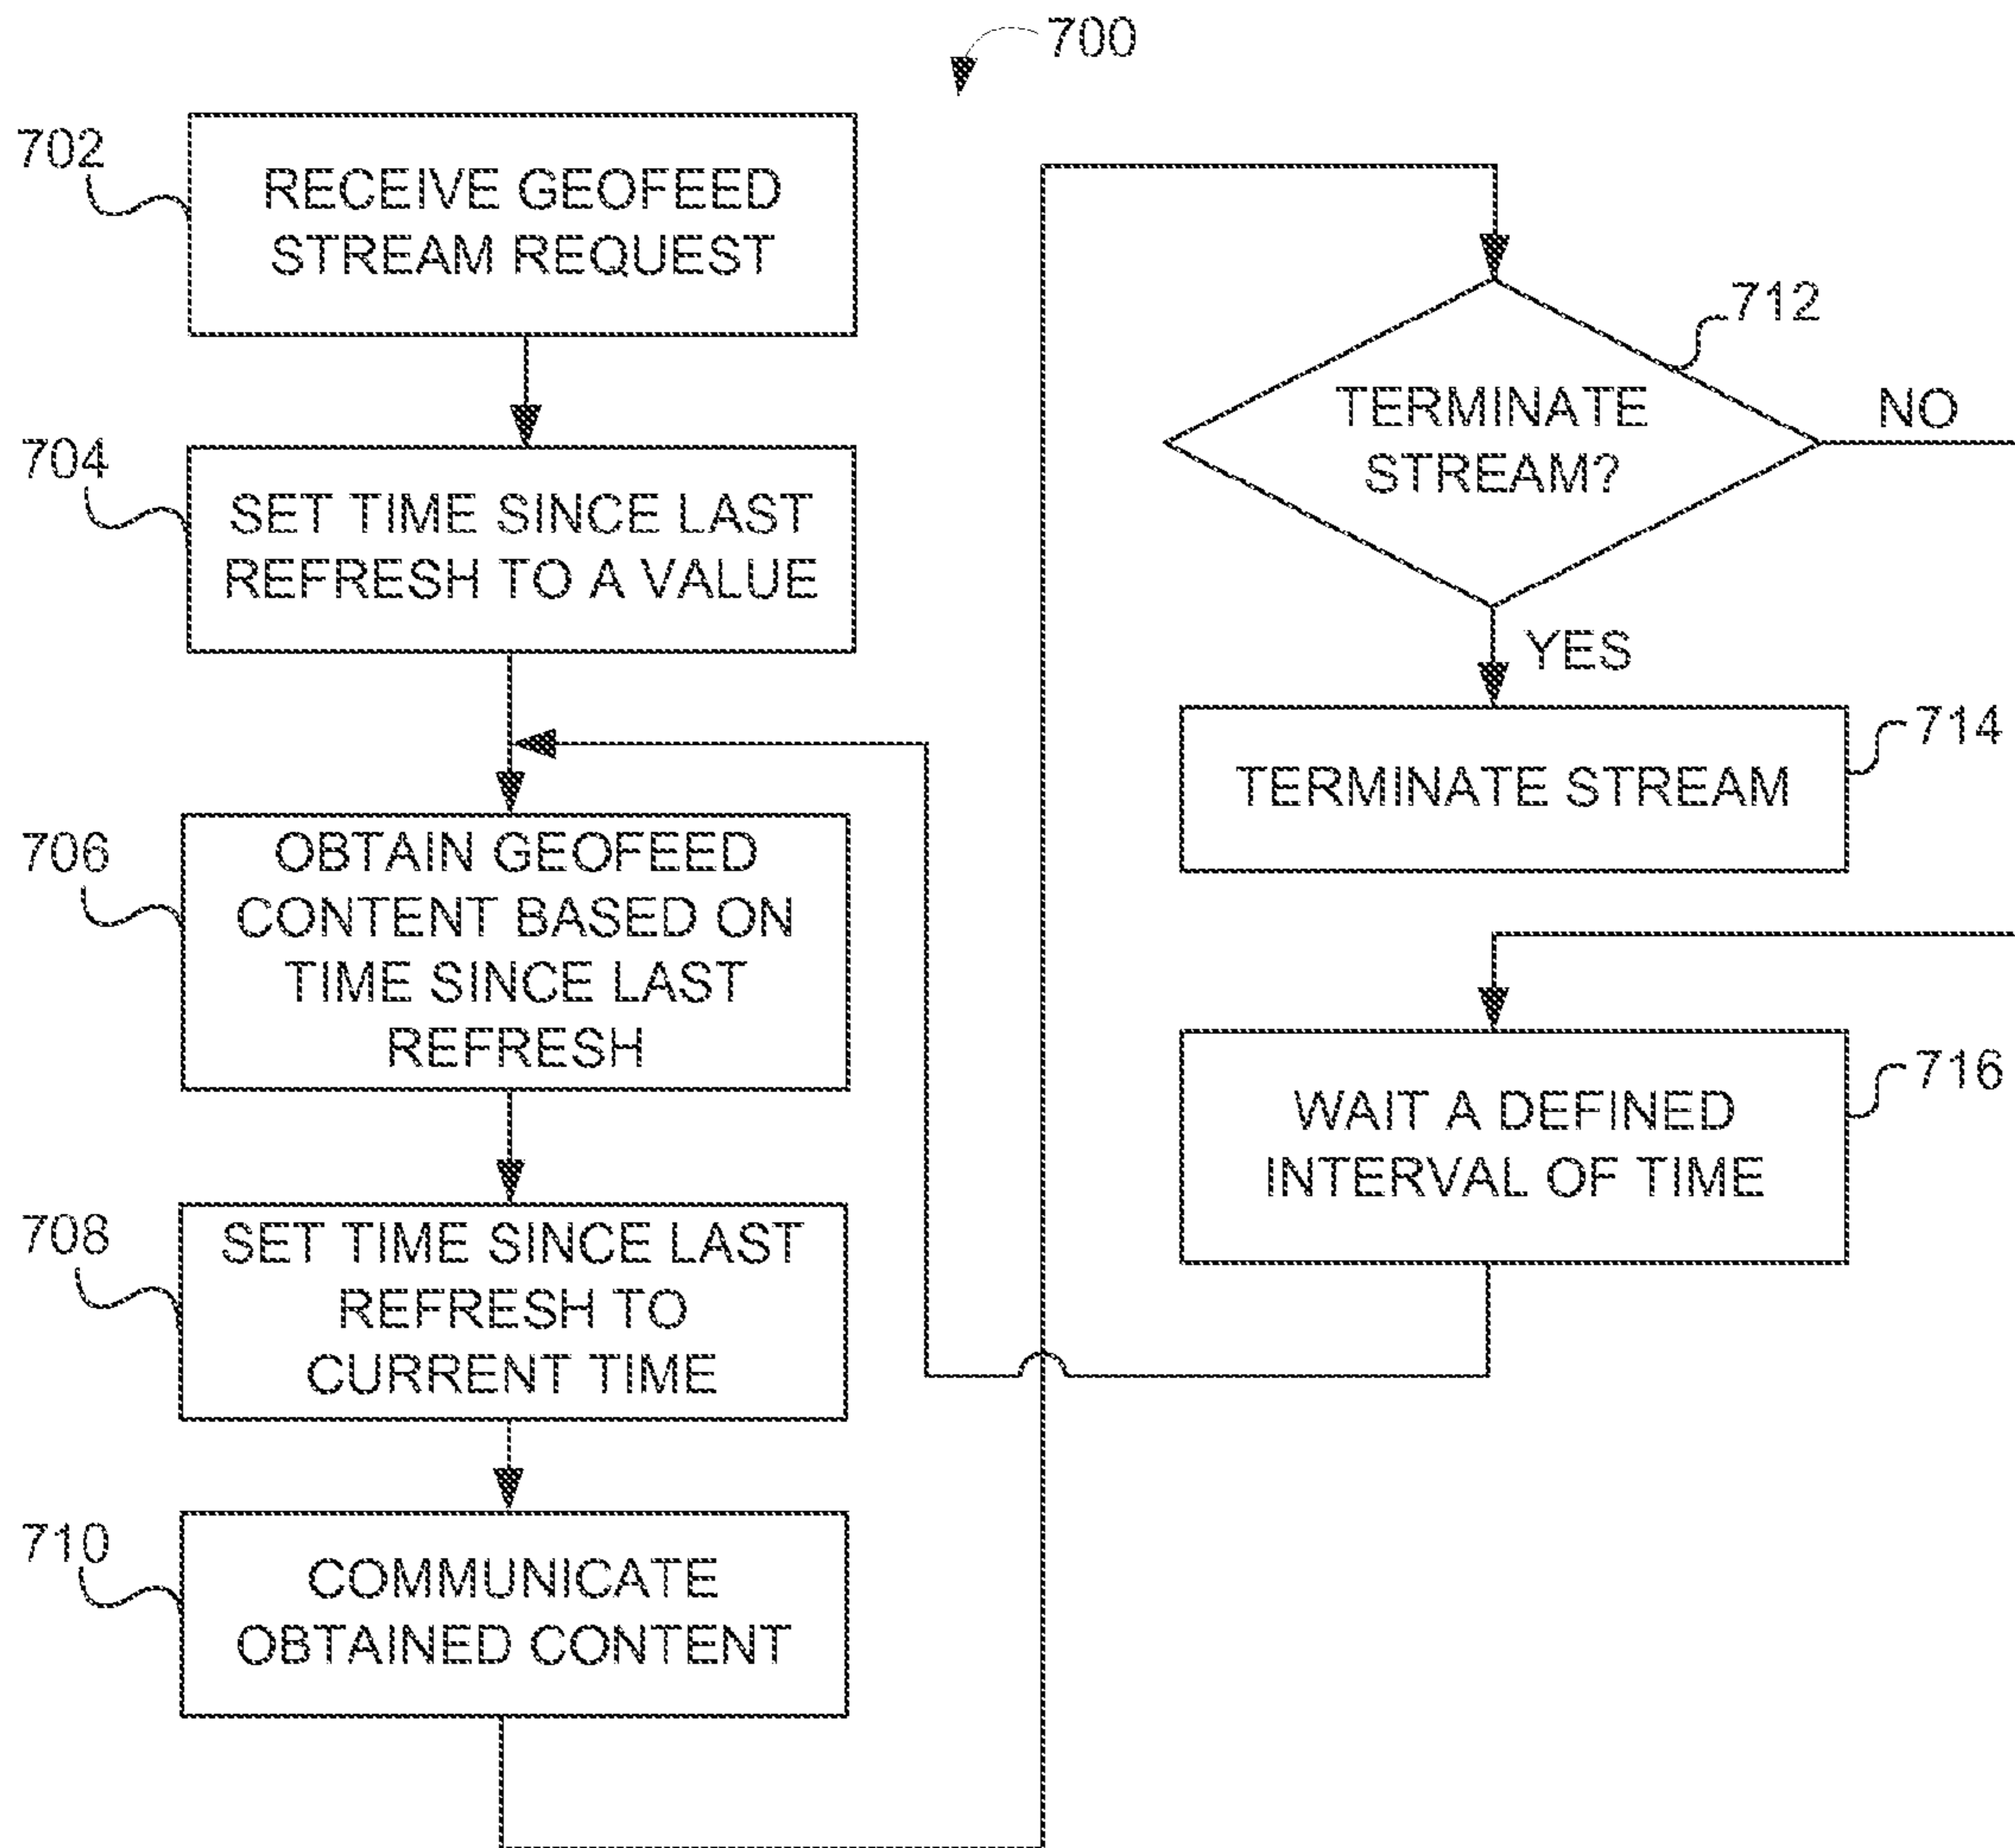 700
702
RECEIVE GEOFEED
STREAM REQUEST
704
SET TIME SINCE LAST
REFRESH TO A VALUE
706
OBTAIN GEOFEED
CONTENT BASED ON
TIME SINCE LAST
REFRESH
708
SET TIME SINCE LAST
REFRESH TO
CURRENT TIME
710
COMMUNICATE
OBTAINED CONTENT
712
TERMINATE
STREAM?
NO
YES
714
TERMINATE STREAM
716
WAIT A DEFINED
INTERVAL OF TIME